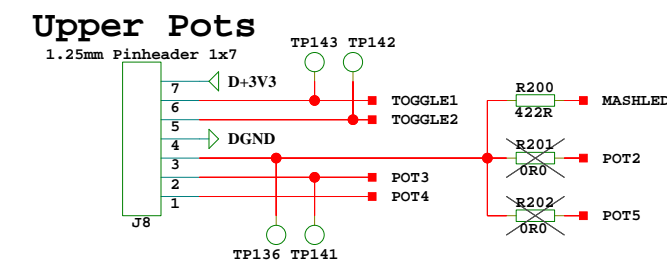 Upper Pots
1.25mm Pinheader 1x7
TP143 TP142
7 D+3V3
6 TOGGLE1
5 TOGGLE2
4 DGND
3
2 POT3
1 POT4
J8
TP136 TP141
R200
422R
MASHLED
R201
0R0
POT2
R202
0R0
POT5